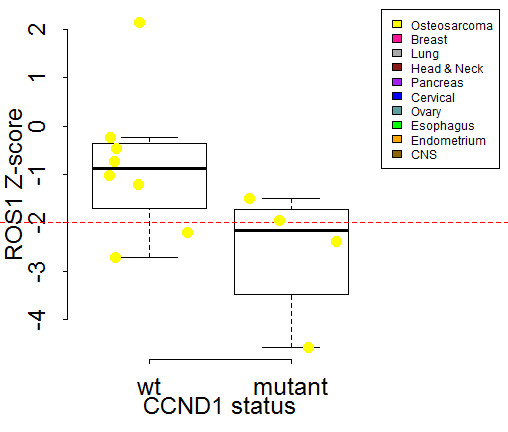 Osteosarcoma
Breast
Lung
Head & Neck
Pancreas
Cervical
Ovary
Esophagus
Endometrium
CNS
ROS1 Z-score
2
1
0
-1
-2
-3
-4
wt mutant
CCND1 status